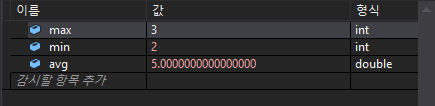 이름 값 형식
max 3 int
min 2 int
avg 5.0000000000000000 double
감시할 항목 추가